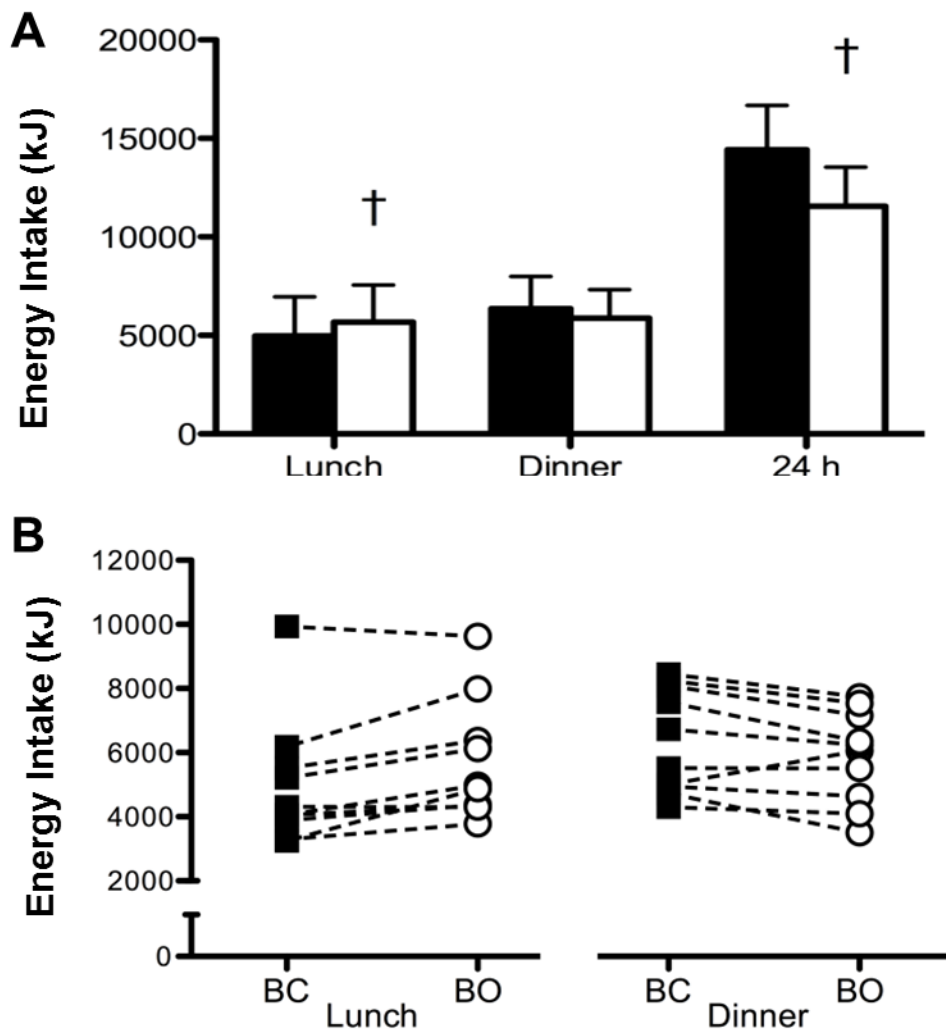 A
Energy Intake (kJ)
20000
15000
10000
5000
0
†
†
Lunch Dinner 24 h
B
Energy Intake (kJ)
12000
10000
8000
6000
4000
2000
0
BC BO BC BO
Lunch Dinner